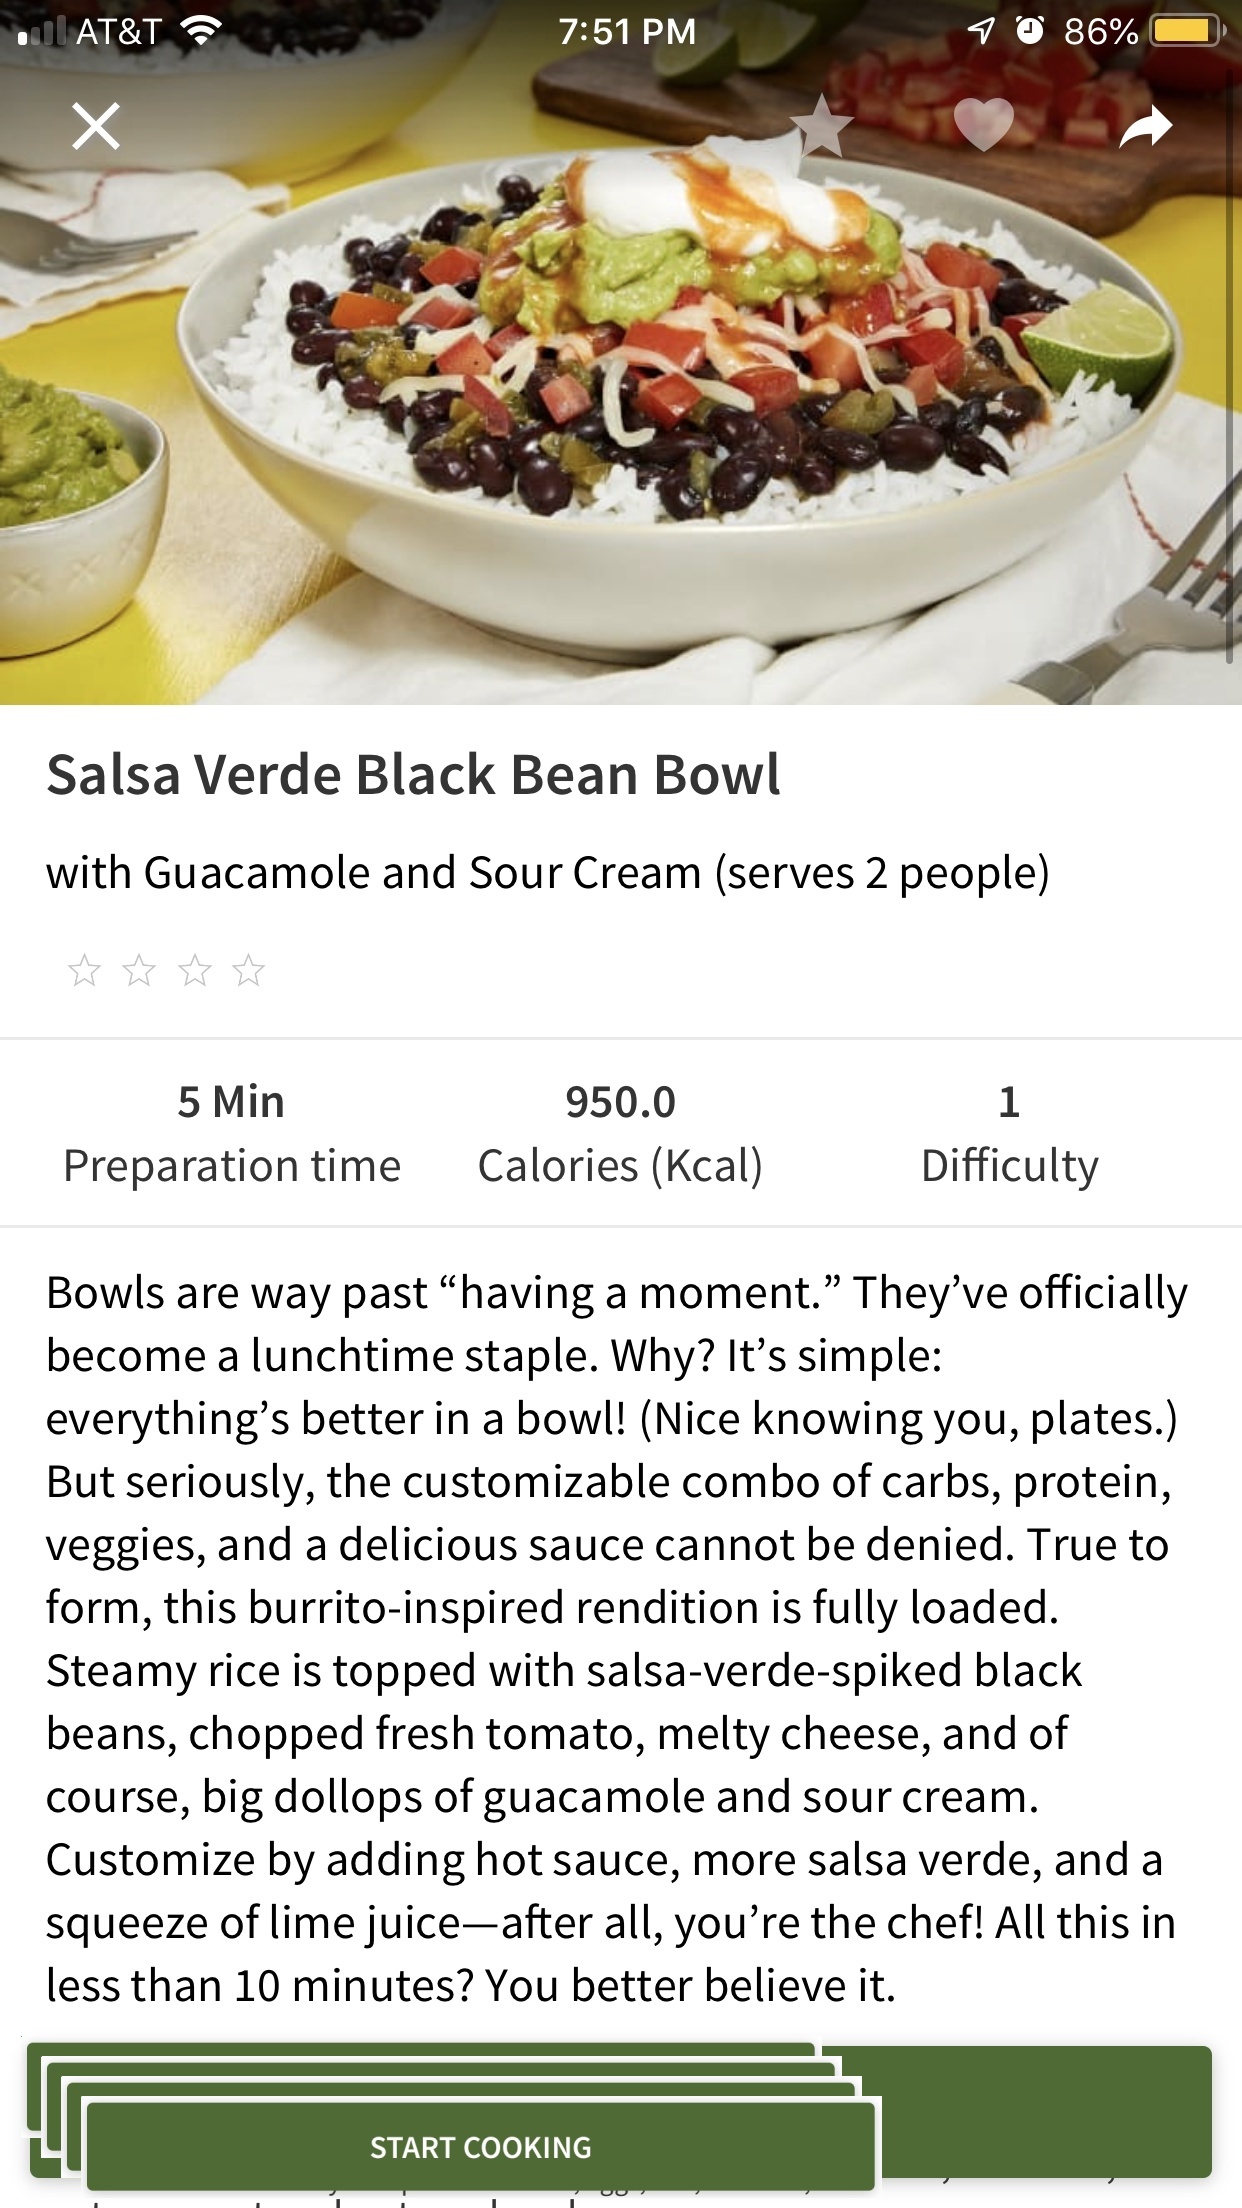 AT&T 7:51 PM 86%
Salsa Verde Black Bean Bowl
with Guacamole and Sour Cream (serves 2 people)
5 Min 950.0 1
Preparation time Calories (Kcal) Difficulty
Bowls are way past “having a moment.” They’ve officially
become a lunchtime staple. Why? It’s simple:
everything’s better in a bowl! (Nice knowing you, plates.)
But seriously, the customizable combo of carbs, protein,
veggies, and a delicious sauce cannot be denied. True to
form, this burrito-inspired rendition is fully loaded.
Steamy rice is topped with salsa-verde-spiked black
beans, chopped fresh tomato, melty cheese, and of
course, big dollops of guacamole and sour cream.
Customize by adding hot sauce, more salsa verde, and a
squeeze of lime juice—after all, you’re the chef! All this in
less than 10 minutes? You better believe it.
START COOKING